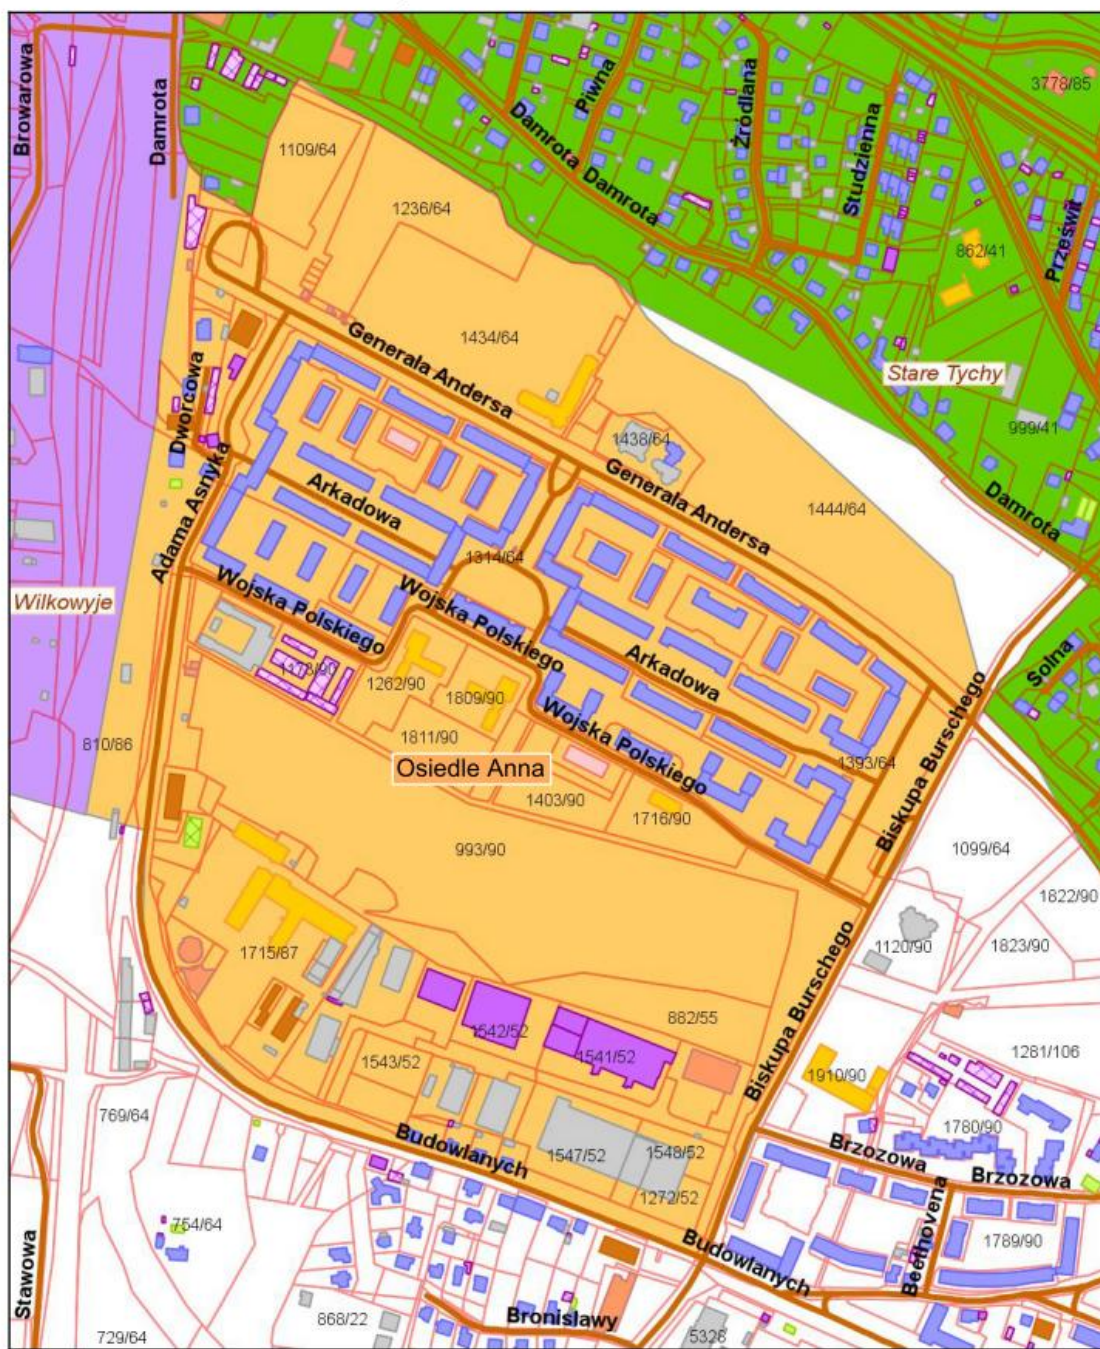 Browarowa
Damrota
Piwna
Damrota
Damrota
Źródlana
Studzienna
3778/85
Prześwit
862/41
1109/64
1236/64
1434/64
Generala Andersa
Stare Tychy
999/41
Dworcowa
1438/64
Generala Andersa
1444/64
Damrota
Adama Asnyka
Arkadowa
1314/64
Wilkowyje
Wojska Polskiego
Wojska Polskiego
Arkadowa
Solna
1178/90
1262/90
1809/90
Wojska Polskiego
810/86
1811/90
1393/64
Biskupa Burschego
Osiedle Anna
1403/90
1716/90
993/90
1099/64
1822/90
1715/87
1120/90
1823/90
Biskupa Burschego
882/55
1542/52
1541/52
1543/52
1281/106
1910/90
769/64
1780/90
Budowlanych
1547/52
1548/52
Brzozowa
Brzozowa
1272/52
Beethovena
754/64
Budowlanych
1789/90
Stawowa
868/22
Bronislawy
729/64
5328